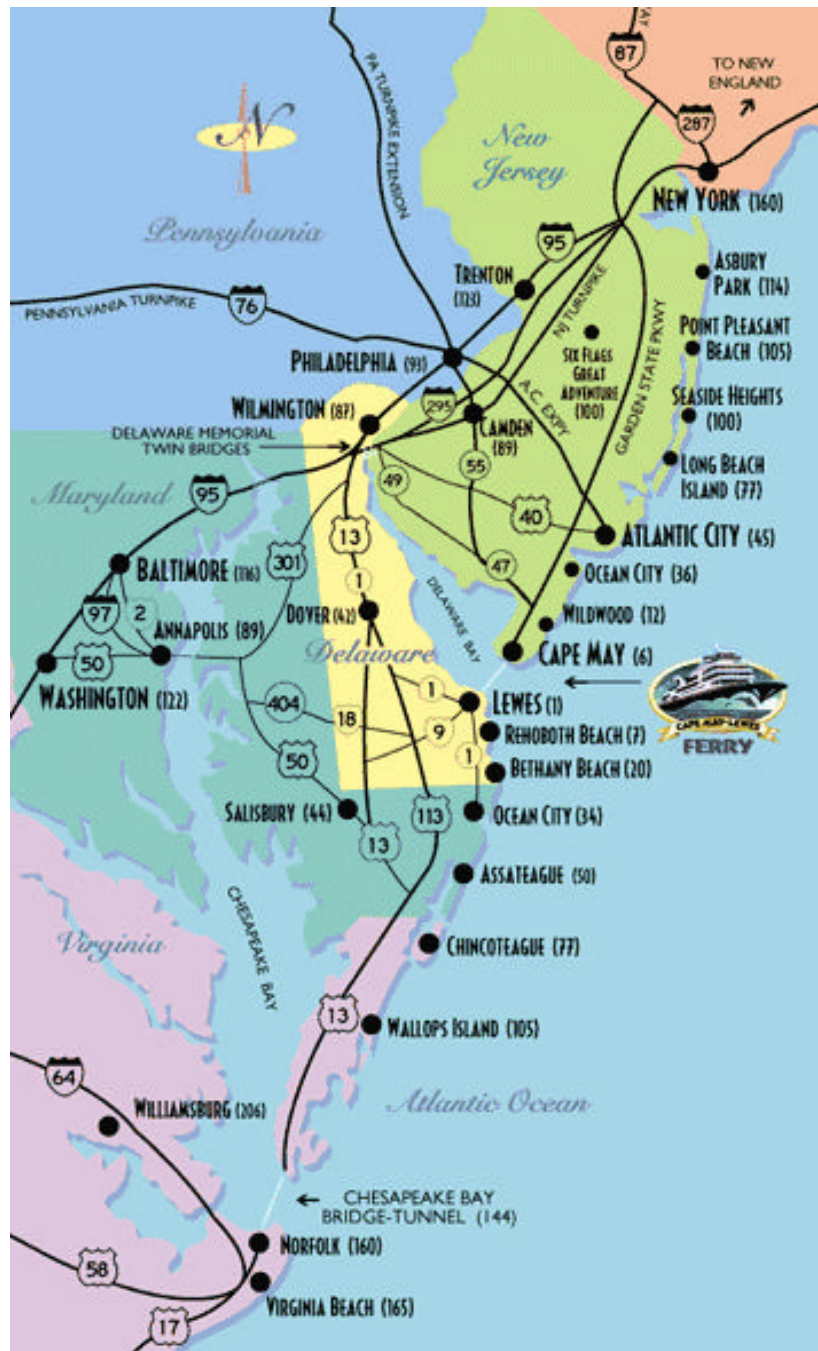 WAY
87
TO NEW
ENGLAND
PA TURNPIKE EXTENSION
N
287
New
Jersey
NEW YORK (160)
Pennsylvania
95
ASBURY
PARK (114)
TRENTON
(123)
NJ TURNPIKE
PENNSYLVANIA TURNPIKE
76
POINT PLEASANT
BEACH (105)
PHILADELPHIA (93)
SIX FLAGS
GREAT
ADVENTURE
(100)
GARDEN STATE PKWY
A.C. EXPY
SEASIDE HEIGHTS
(100)
WILMINGTON (87)
295
CAMDEN
(89)
DELAWARE MEMORIAL
TWIN BRIDGES
LONG BEACH
ISLAND (77)
55
49
Maryland
95
40
13
ATLANTIC CITY (45)
301
BALTIMORE (116)
47
OCEAN CITY (36)
1
97
2
DOVER (42)
DELAWARE BAY
WILDWOOD (12)
ANNAPOLIS (89)
Delaware
CAPE MAY (6)
50
WASHINGTON (122)
1
404
LEWES (1)
CAPE MAY-LEWES
FERRY
18
9
REHOBOTH BEACH (7)
50
1
BETHANY BEACH (20)
SALISBURY (44)
113
OCEAN CITY (34)
13
ASSATEAGUE (50)
CHESAPEAKE BAY
Virginia
CHINCOTEAGUE (77)
13
WALLOPS ISLAND (105)
64
WILLIAMSBURG (206)
Atlantic Ocean
CHESAPEAKE BAY
BRIDGE-TUNNEL (144)
NORFOLK (160)
58
VIRGINIA BEACH (165)
17